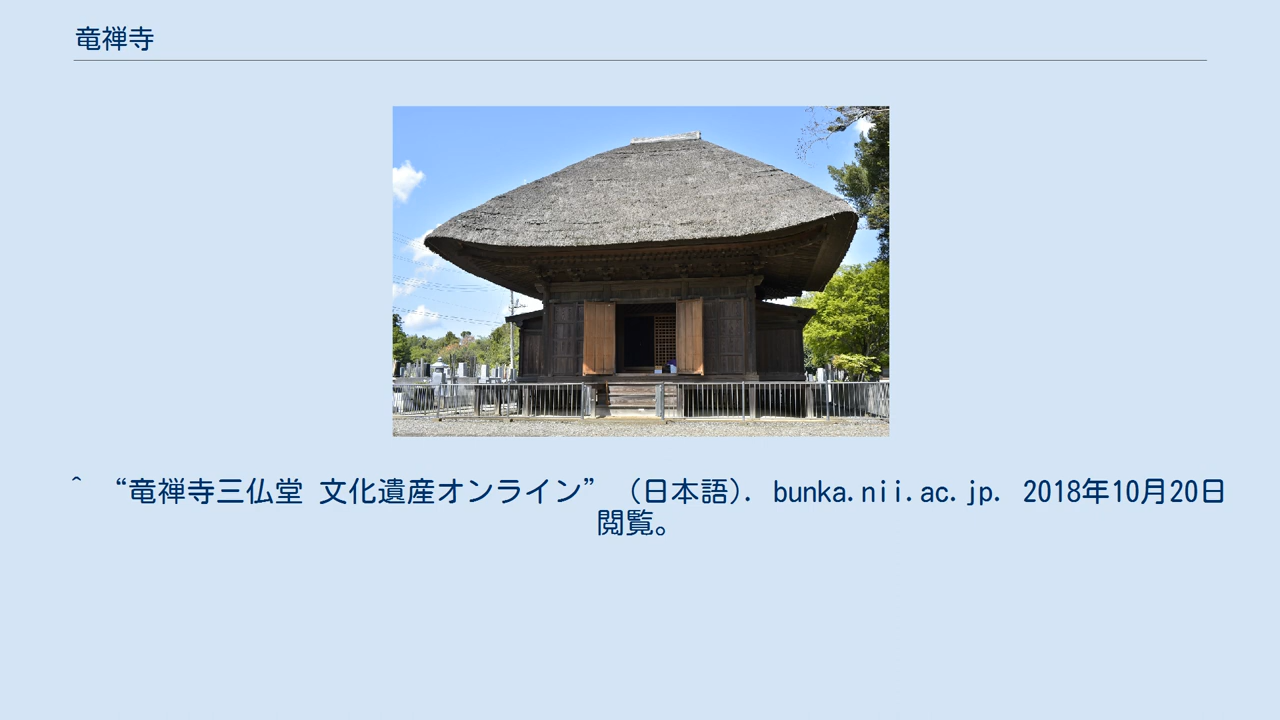 竜禅寺
^ “竜禅寺三仏堂 文化遺産オンライン” (日本語). bunka.nii.ac.jp. 2018年10月20日
閲覧。